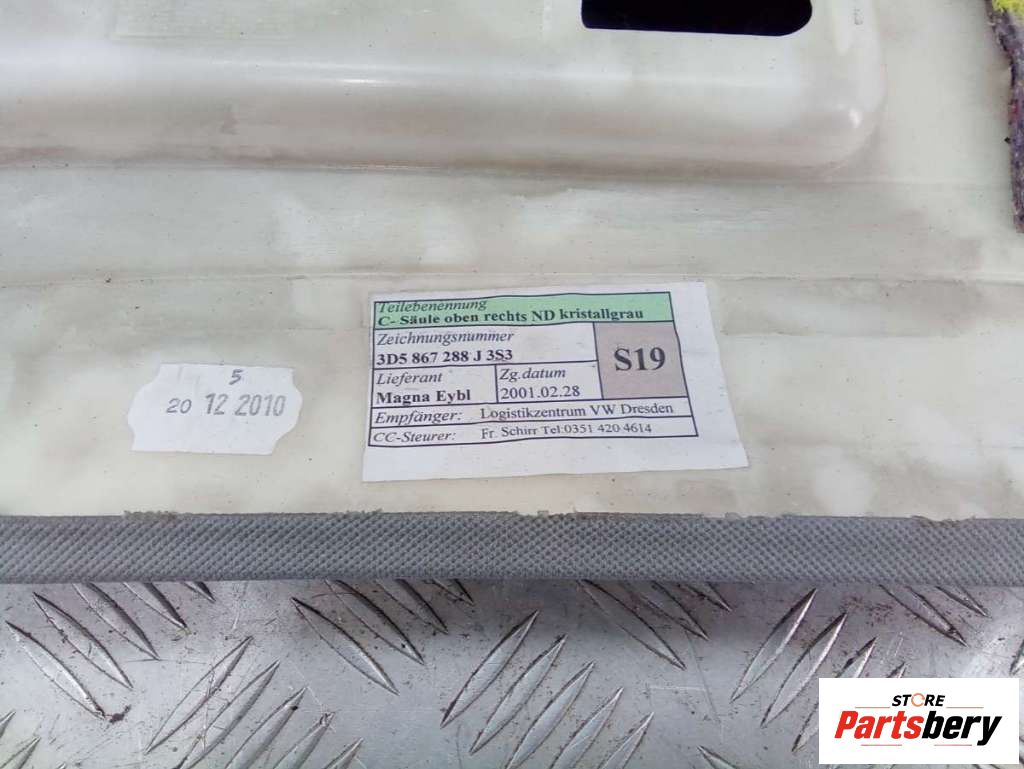 Teilebenennung
C- Säule oben rechts ND kristallgrau
Zeichnungsnummer
3D5 867 288 J 3S3
S19
Lieferant
Magna Eybl
Zg.datum
2001.02.28
Empfänger: Logistikzentrum VW Dresden
CC-Steurer: Fr. Schirr Tel:0351 420 4614
5
20 12 2010
STORE
Partsbery